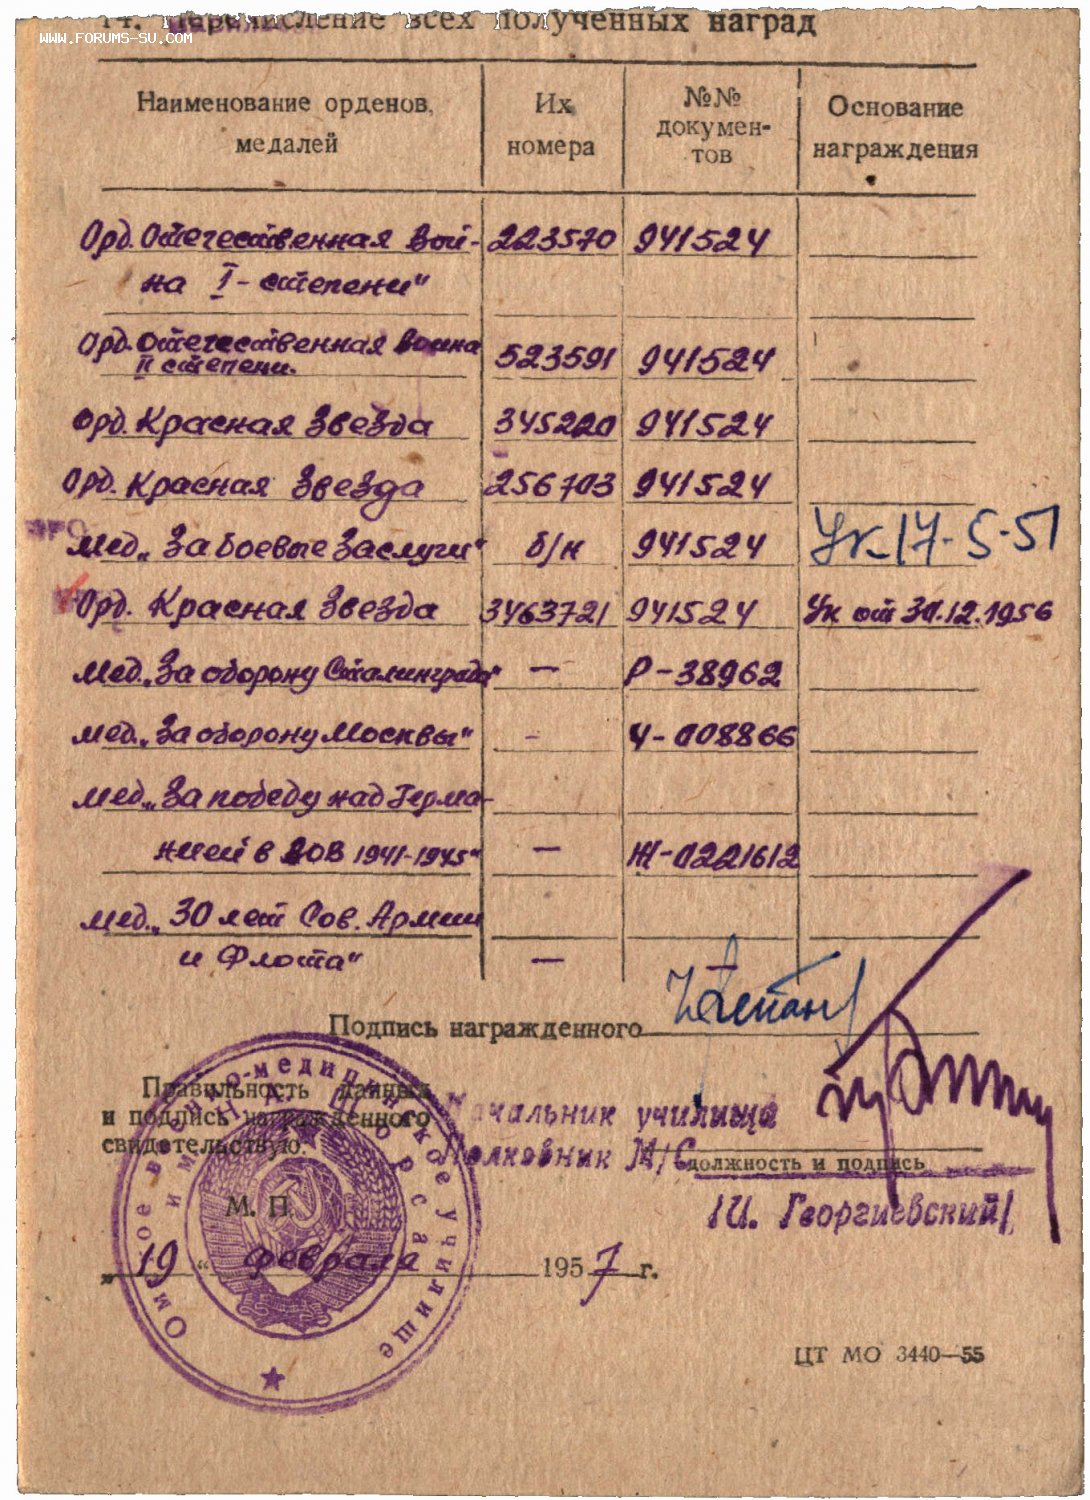 14. Перечисление всех полученных наград
WWW.FORUMS-SU.COM
Наименование орденов, медалей
Их номера
№№ документов
Основание награждения
Орд. Отечественная Вой- 223570 941524
на I-степени"
Орд. Отечественная война 523591 941524
II степени.
Орд. Красная Звезда 345220 941524
Орд. Красная Звезда 256703 941524
Мед. „За боевые заслуги" б/н 941524 Ук-17-5-51
Орд. Красная Звезда 3463721 941524 Ук от 30.12.1956
Мед. „За оборону Сталинграда" — Р-38962
Мед. „За оборону Москвы" - Ч-008866
Мед. „За победу над Герма-
нией в ВОВ 1941-1945" — Ж-0221612
Мед. „30 лет Сов. Армии
и Флота" —
Подпись награжденного
Правильность данных
и подпись награжденного
свидетельствую.
Начальник училища
Полковник М/С
должность и подпись
/И. Георгиевский/
М. П.
„19" февраля 1957 г.
Омское военно-медицинское училище
ЦТ МО 3440—55